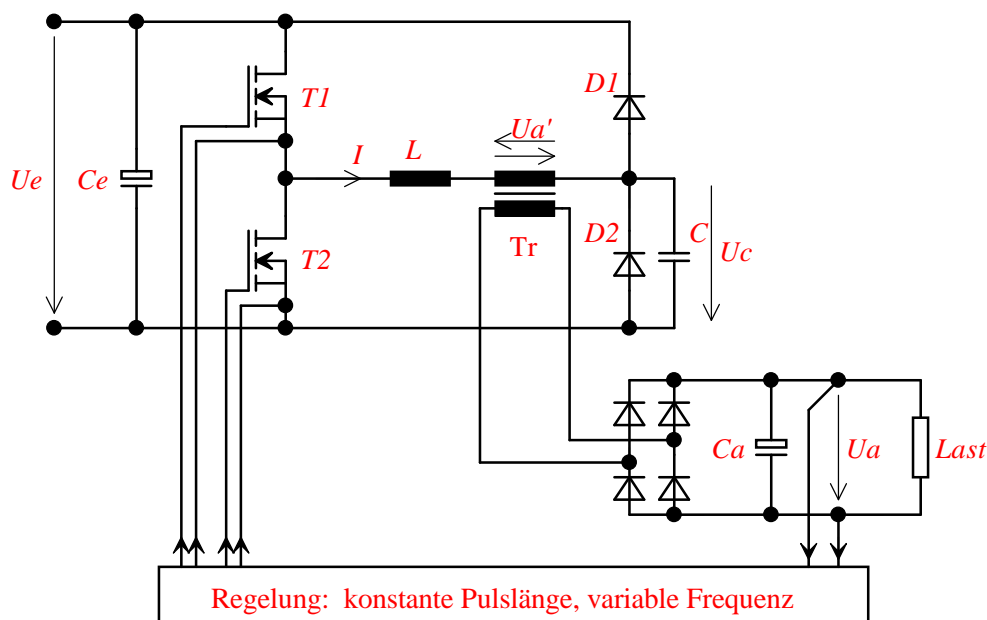 T1
D1
Ua'
I
L
Ue
Ce
T2
Tr
D2
C
Uc
Ca
Ua
Last
Regelung: konstante Pulslänge, variable Frequenz